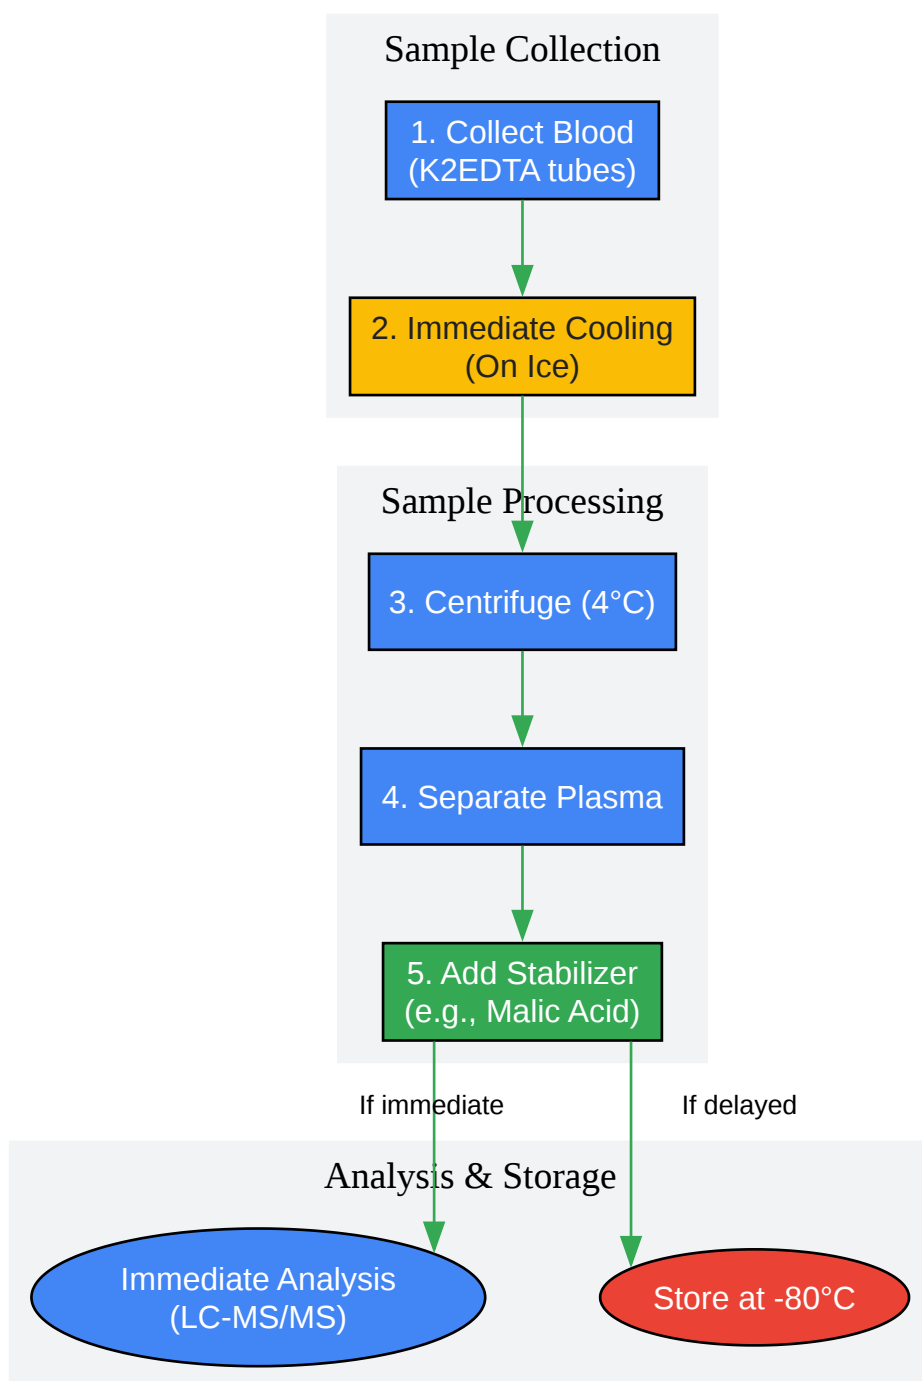 Sample Collection
1. Collect Blood
(K2EDTA tubes)
2. Immediate Cooling
(On Ice)
Sample Processing
3. Centrifuge (4°C)
4. Separate Plasma
5. Add Stabilizer
(e.g., Malic Acid)
If immediate
If delayed
Analysis & Storage
Immediate Analysis
(LC-MS/MS)
Store at -80°C